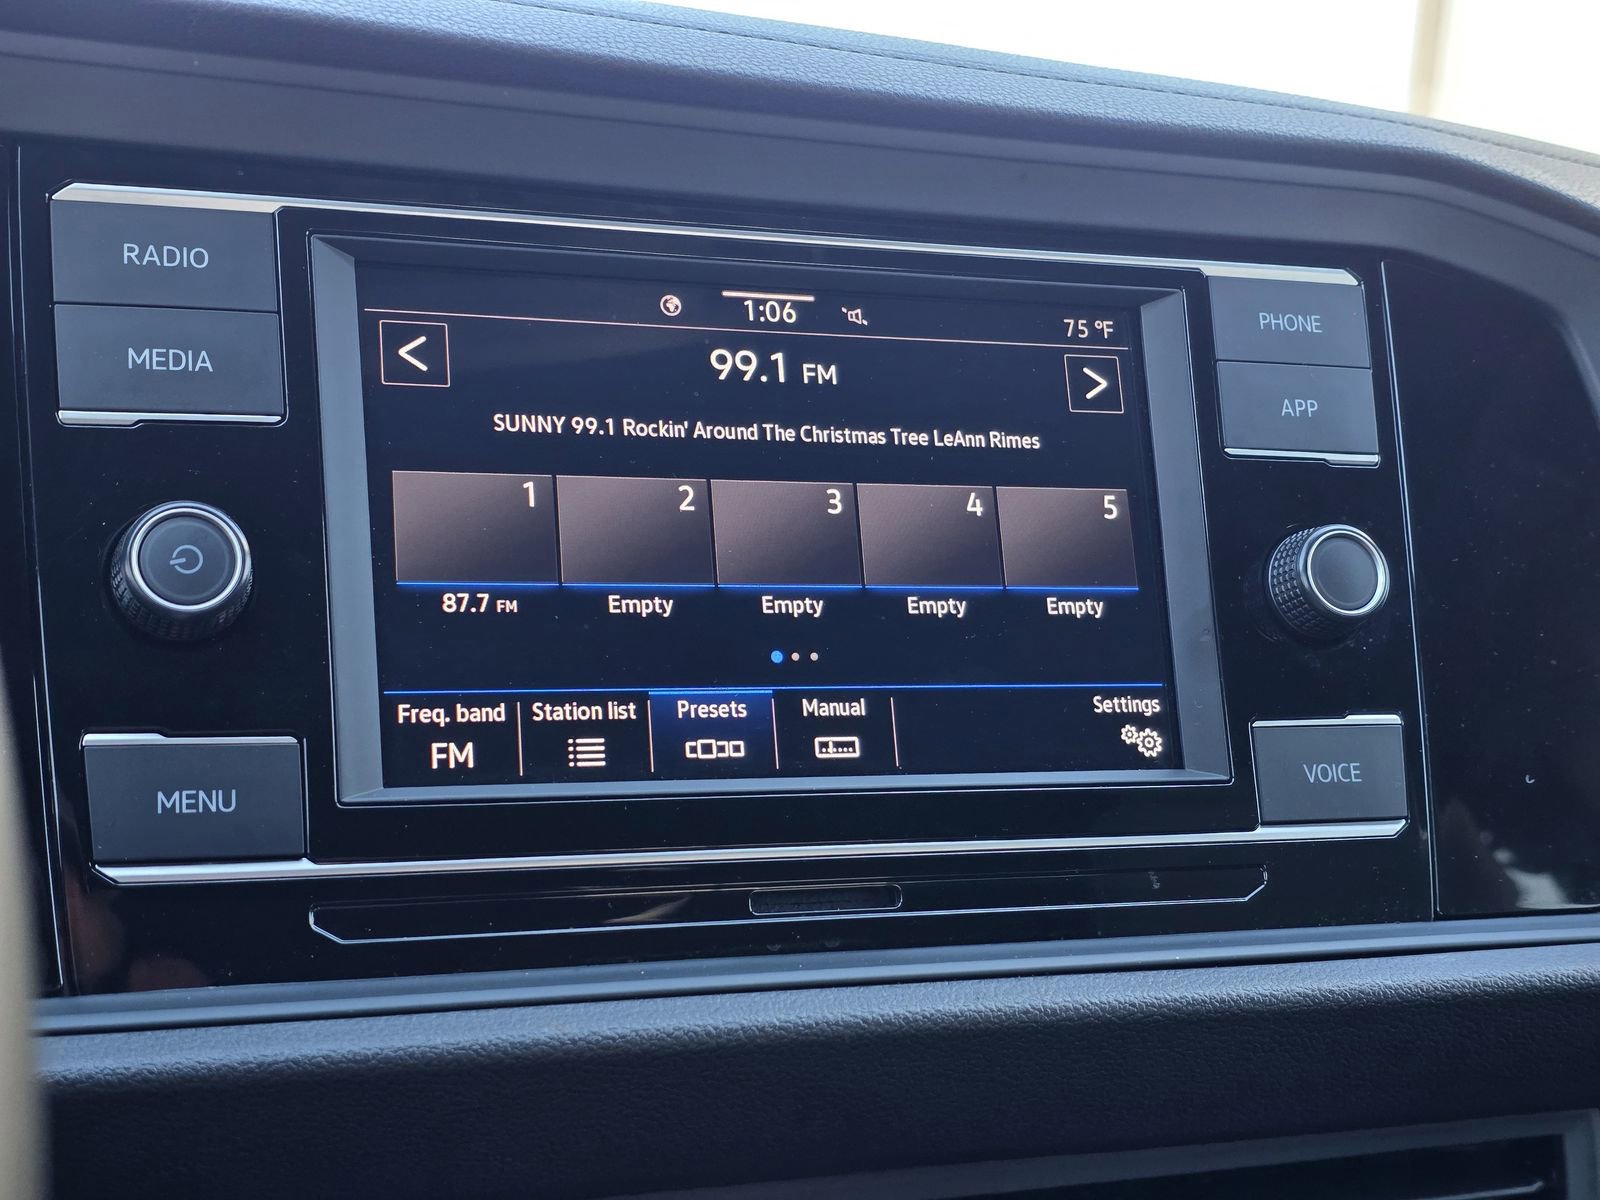 RADIO
MEDIA
MENU
1:06
75 °F
99.1 FM
SUNNY 99.1 Rockin' Around The Christmas Tree LeAnn Rimes
1 2 3 4 5
87.7 FM Empty Empty Empty Empty
Freq. band Station list Presets Manual Settings
FM
PHONE
APP
VOICE